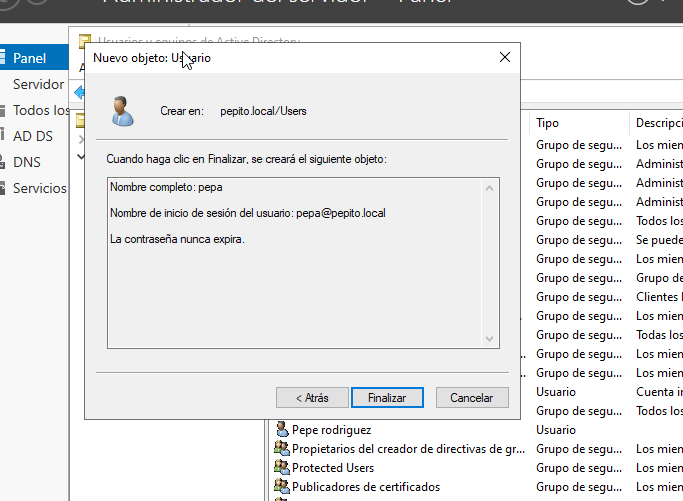 Usuarios y equipos de Active Directory
Nuevo objeto: Usuario
Panel
Servidor
Todos los
AD DS
DNS
Servicios
Crear en: pepito.local/Users
Cuando haga clic en Finalizar, se creará el siguiente objeto:
Nombre completo: pepa
Nombre de inicio de sesión del usuario: pepa@pepito.local
La contraseña nunca expira.
< Atrás
Finalizar
Cancelar
Tipo Descripci
Grupo de segu... Los mien
Grupo de segu... Administ
Grupo de segu... Administ
Grupo de segu... Administ
Grupo de segu... Todos los
Grupo de segu... Se puede
Grupo de segu... Los mien
Grupo de segu... Grupo de
Grupo de segu... Clientes l
Grupo de segu... Los mien
Grupo de segu... Todas los
Grupo de segu... Los mien
Grupo de segu... Los mien
Usuario Cuenta in
Grupo de segu... Todos los
Pepe rodriguez Usuario
Propietarios del creador de directivas de gr... Grupo de segu... Los mien
Protected Users Grupo de segu... Los mien
Publicadores de certificados Grupo de segu... Los mien